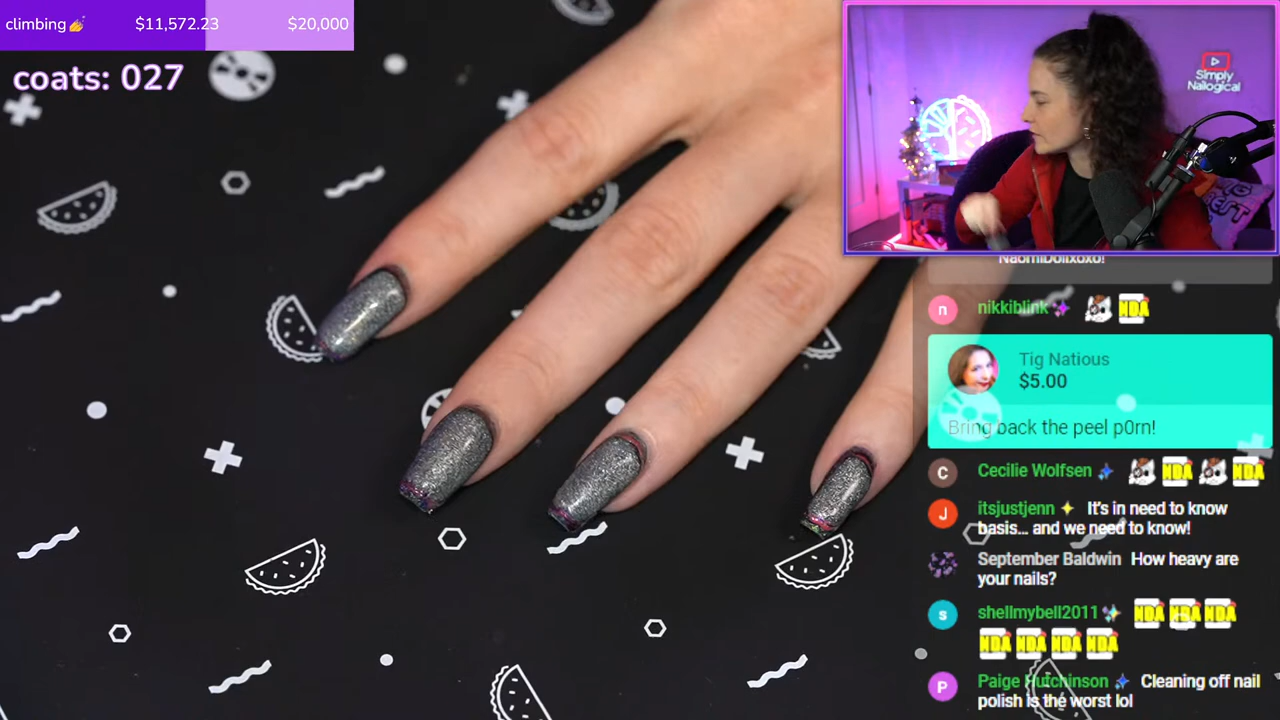 climbing💅 $11,572.23 $20,000
coats: 027
Simply
Nailogical
NaomiDollxoxo!
nikkiblink NDA
Tig Natious
$5.00
Bring back the peel p0rn!
C Cecilie Wolfsen NDA NDA
J itsjustjenn It's in need to know
basis... and we need to know!
September Baldwin How heavy are
your nails?
s shellmybell2011 NDA NDA NDA
NDA NDA NDA NDA
P Paige Hutchinson Cleaning off nail
polish is the worst lol
n